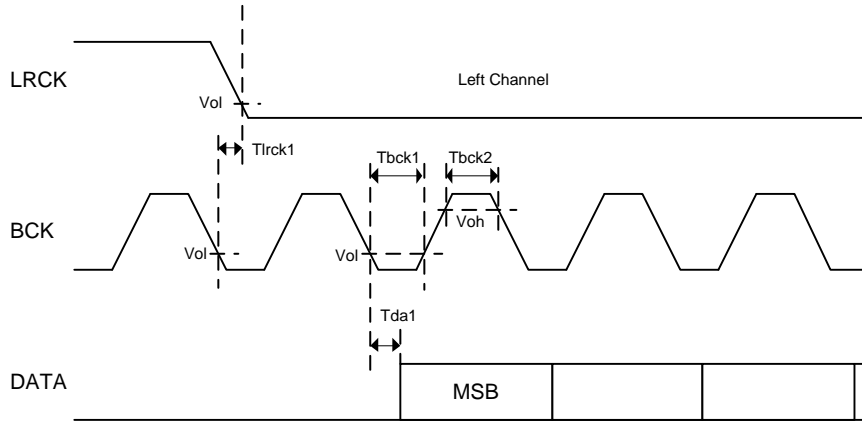 LRCK
Left Channel
Vol
Tlrck1
Tbck1
Tbck2
BCK
Voh
Vol
Vol
Tda1
DATA
MSB